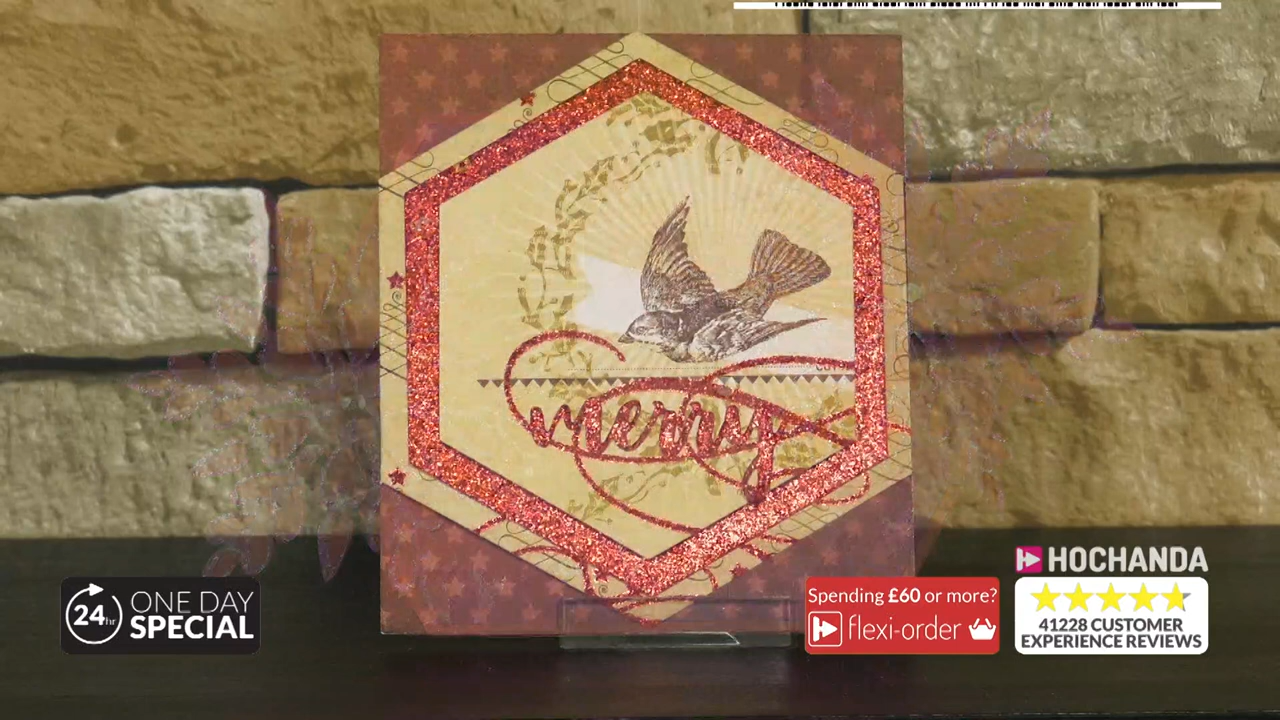 merry
HOCHANDA
24hr
ONE DAY
SPECIAL
Spending £60 or more?
flexi-order
41228 CUSTOMER
EXPERIENCE REVIEWS